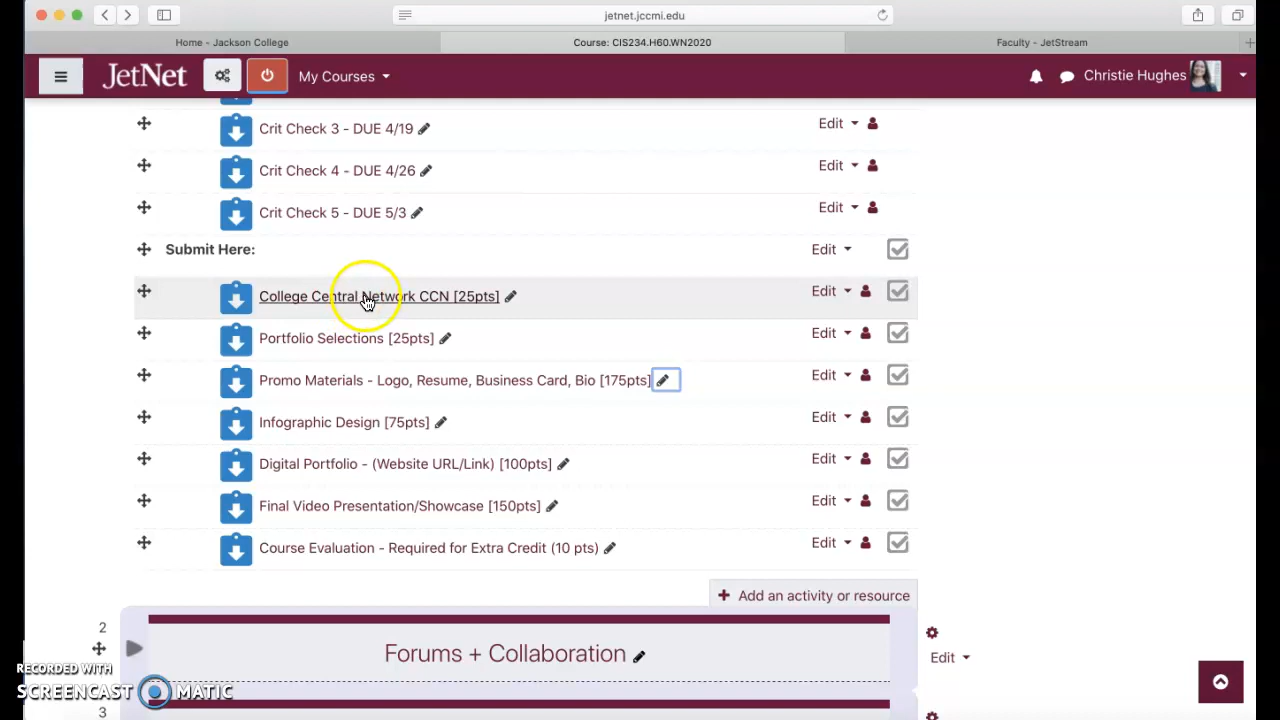 jetnet.jccmi.edu
Home - Jackson College
Course: CIS234.H60.WN2020
Faculty - JetStream
JetNet
My Courses
Christie Hughes
Crit Check 3 - DUE 4/19
Edit
Crit Check 4 - DUE 4/26
Edit
Crit Check 5 - DUE 5/3
Edit
Submit Here:
Edit
College Central Network CCN [25pts]
Edit
Portfolio Selections [25pts]
Edit
Promo Materials - Logo, Resume, Business Card, Bio [175pts]
Edit
Infographic Design [75pts]
Edit
Digital Portfolio - (Website URL/Link) [100pts]
Edit
Final Video Presentation/Showcase [150pts]
Edit
Course Evaluation - Required for Extra Credit (10 pts)
Edit
Add an activity or resource
2
Forums + Collaboration
Edit
RECORDED WITH
SCREENCAST MATIC
3